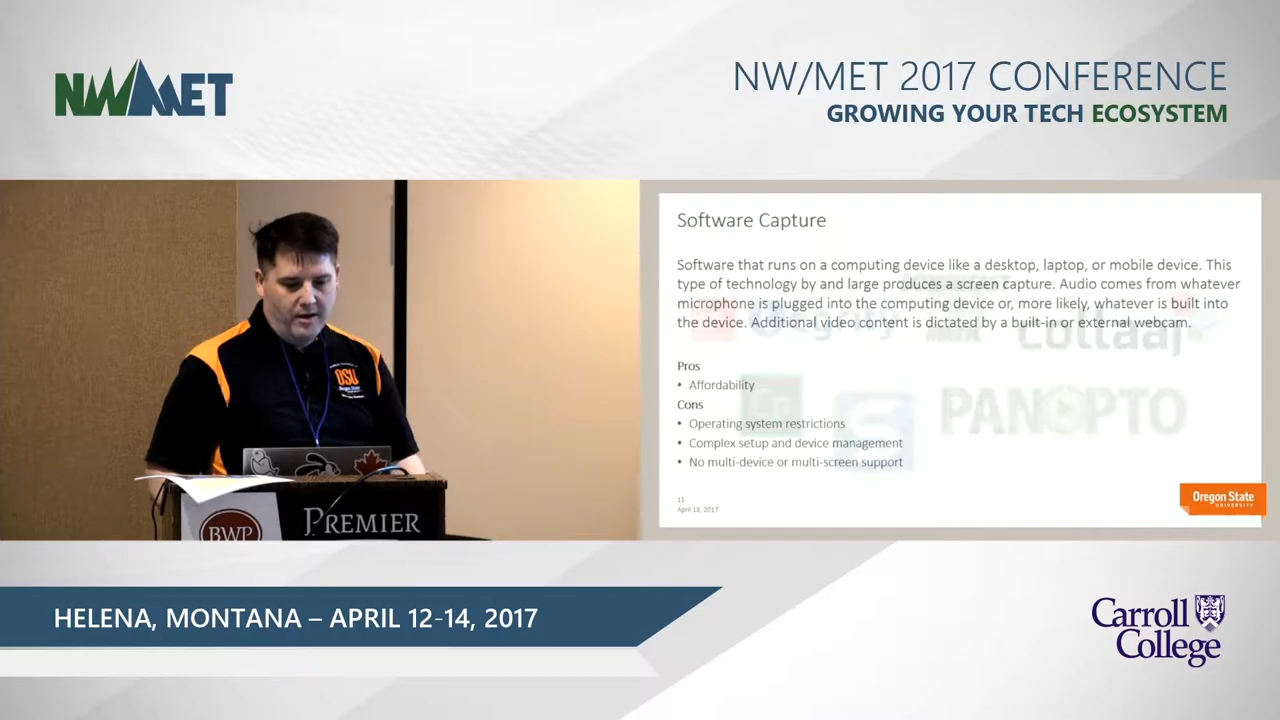 NWMET
NW/MET 2017 CONFERENCE
GROWING YOUR TECH ECOSYSTEM
Software Capture
Software that runs on a computing device like a desktop, laptop, or mobile device. This
type of technology by and large produces a screen capture. Audio comes from whatever
microphone is plugged into the computing device or, more likely, whatever is built into
the device. Additional video content is dictated by a built-in or external webcam.
PANOPTO
Pros
• Affordability
Cons
• Operating system restrictions
• Complex setup and device management
• No multi-device or multi-screen support
11
April 13, 2017
Oregon State
UNIVERSITY
OSU
BWP
PREMIER
HELENA, MONTANA – APRIL 12-14, 2017
Carroll
College